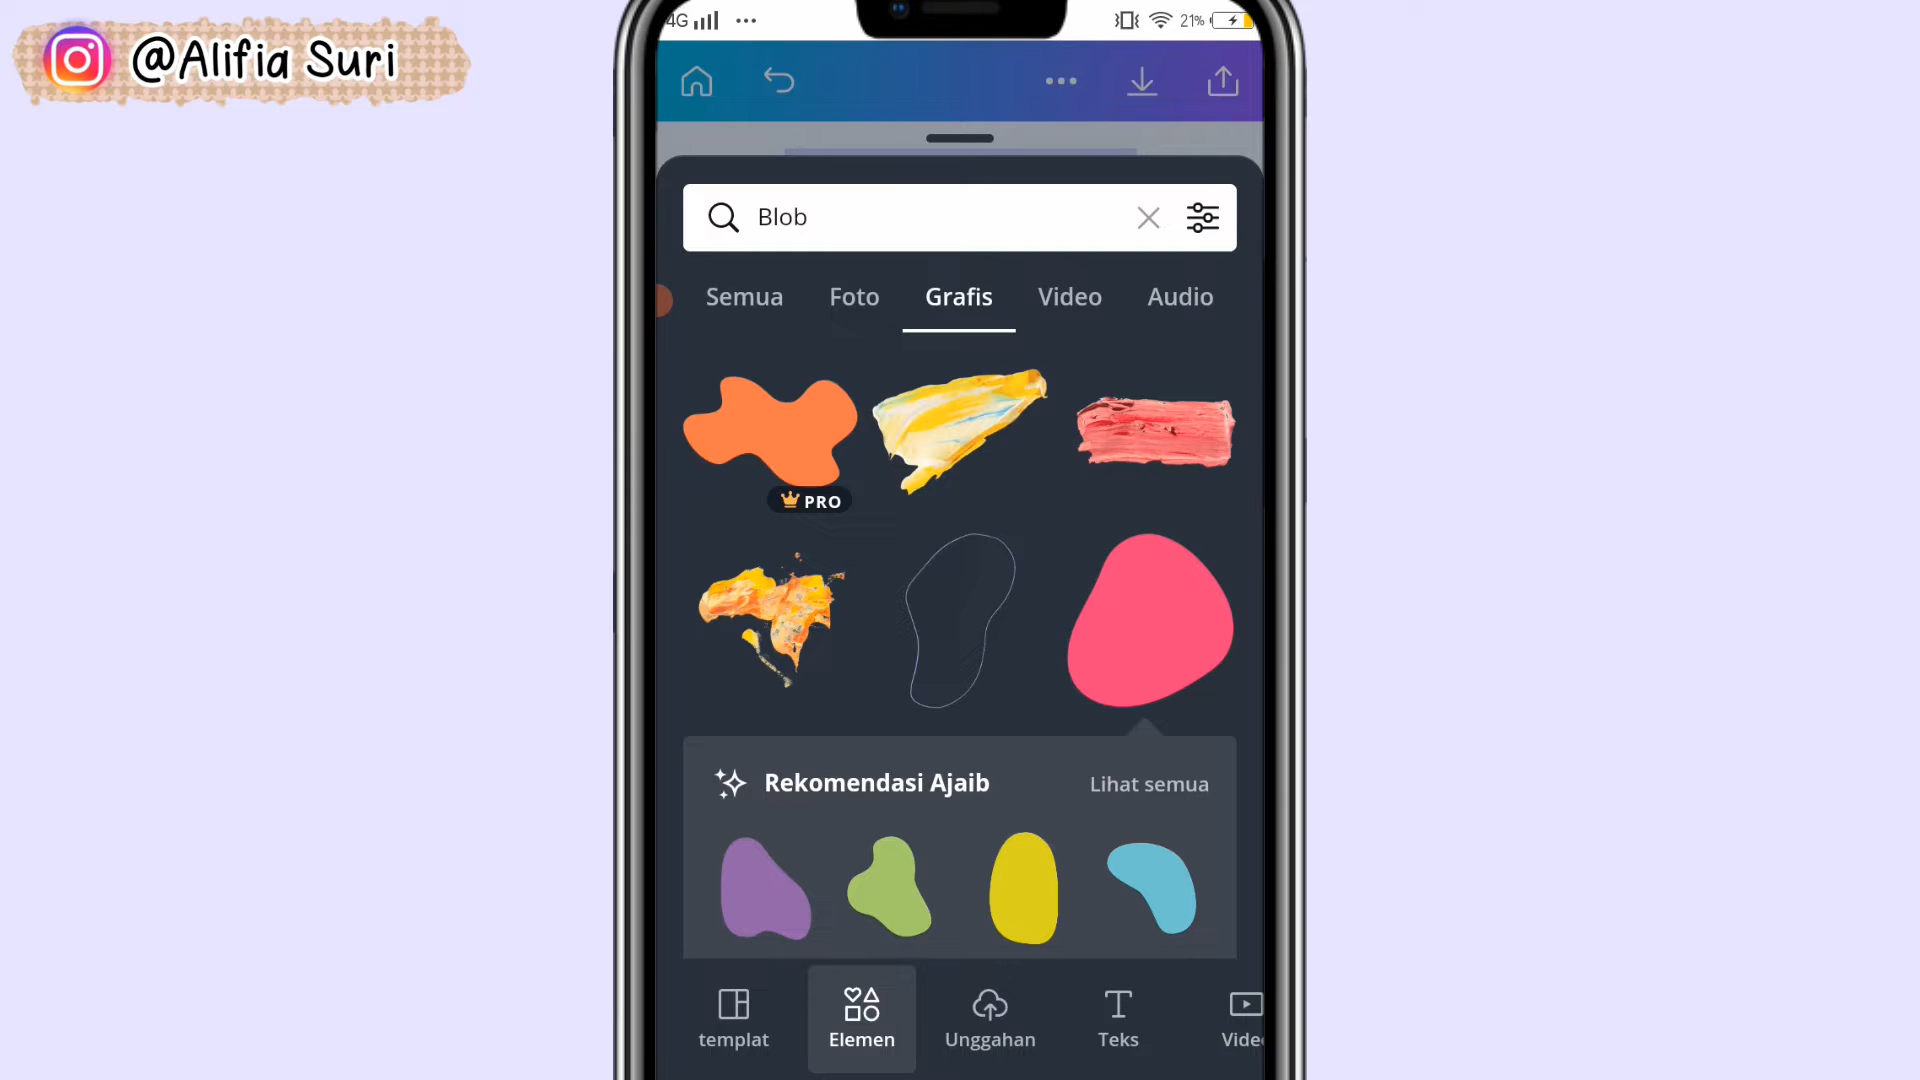 @Alifia Suri
4G
21%
Blob
Semua Foto Grafis Video Audio
PRO
Rekomendasi Ajaib Lihat semua
templat Elemen Unggahan Teks Vide